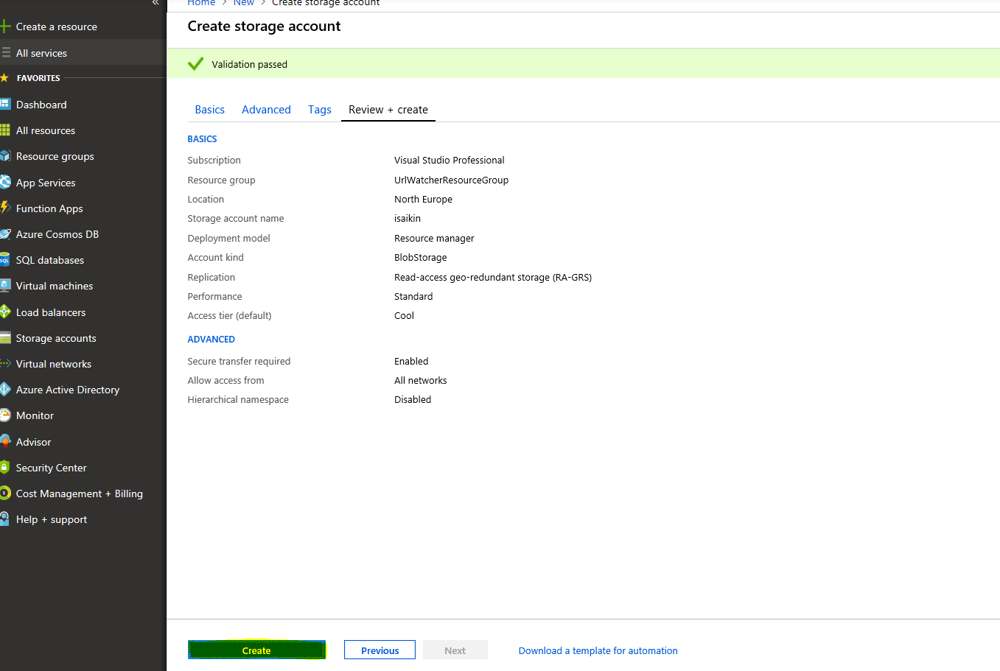 «
Create a resource
All services
FAVORITES
Dashboard
All resources
Resource groups
App Services
Function Apps
Azure Cosmos DB
SQL
SQL databases
Virtual machines
Load balancers
Storage accounts
Virtual networks
Azure Active Directory
Monitor
Advisor
Security Center
Cost Management + Billing
Help + support
Home > New > Create storage account
Create storage account
Validation passed
Basics Advanced Tags Review + create
BASICS
Subscription Visual Studio Professional
Resource group UrlWatcherResourceGroup
Location North Europe
Storage account name isaikin
Deployment model Resource manager
Account kind BlobStorage
Replication Read-access geo-redundant storage (RA-GRS)
Performance Standard
Access tier (default) Cool
ADVANCED
Secure transfer required Enabled
Allow access from All networks
Hierarchical namespace Disabled
Create Previous Next Download a template for automation